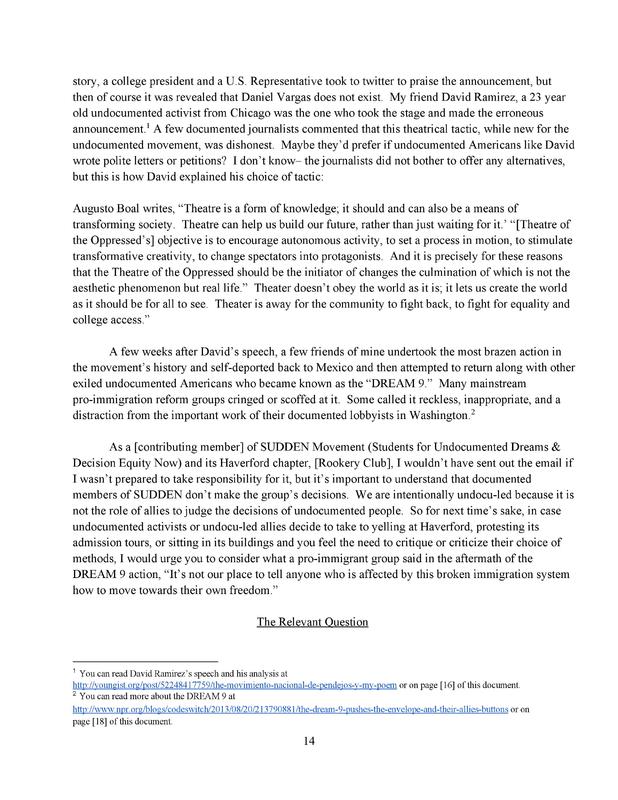 story, a college president and a U.S. Representative took to twitter to praise the announcement, but
then of course it was revealed that Daniel Vargas does not exist.  My friend David Ramirez, a 23 year
old undocumented activist from Chicago was the one who took the stage and made the erroneous
announcement.1 A few documented journalists commented that this theatrical tactic, while new for the
undocumented movement, was dishonest.  Maybe they'd prefer if undocumented Americans like David
wrote polite letters or petitions?  I don't know– the journalists did not bother to offer any alternatives,
but this is how David explained his choice of tactic:
Augusto Boal writes, “Theatre is a form of knowledge; it should and can also be a means of
transforming society.  Theatre can help us build our future, rather than just waiting for it.’ “[Theatre of
the Oppressed’s] objective is to encourage autonomous activity, to set a process in motion, to stimulate
transformative creativity, to change spectators into protagonists.  And it is precisely for these reasons
that the Theatre of the Oppressed should be the initiator of changes the culmination of which is not the
aesthetic phenomenon but real life.”  Theater doesn’t obey the world as it is; it lets us create the world
as it should be for all to see.  Theater is away for the community to fight back, to fight for equality and
college access.”
A few weeks after David’s speech, a few friends of mine undertook the most brazen action in
the movement’s history and self-deported back to Mexico and then attempted to return along with other
exiled undocumented Americans who became known as the “DREAM 9.”  Many mainstream
pro-immigration reform groups cringed or scoffed at it.  Some called it reckless, inappropriate, and a
distraction from the important work of their documented lobbyists in Washington.2
As a [contributing member] of SUDDEN Movement (Students for Undocumented Dreams &
Decision Equity Now) and its Haverford chapter, [Rookery Club], I wouldn’t have sent out the email if
I wasn’t prepared to take responsibility for it, but it’s important to understand that documented
members of SUDDEN don’t make the group’s decisions.  We are intentionally undocu-led because it is
not the role of allies to judge the decisions of undocumented people.  So for next time’s sake, in case
undocumented activists or undocu-led allies decide to take to yelling at Haverford, protesting its
admission tours, or sitting in its buildings and you feel the need to critique or criticize their choice of
methods, I would urge you to consider what a pro-immigrant group said in the aftermath of the
DREAM 9 action, “It’s not our place to tell anyone who is affected by this broken immigration system
how to move towards their own freedom.”
The Relevant Question
1 You can read David Ramirez’s speech and his analysis at
http://youngist.org/post/52248417759/the-movimiento-nacional-de-pendejos-y-my-poem or on page [16] of this document.
2 You can read more about the DREAM 9 at
http://www.npr.org/blogs/codeswitch/2013/08/20/213790881/the-dream-9-pushes-the-envelope-and-their-allies-buttons or on
page [18] of this document.
14